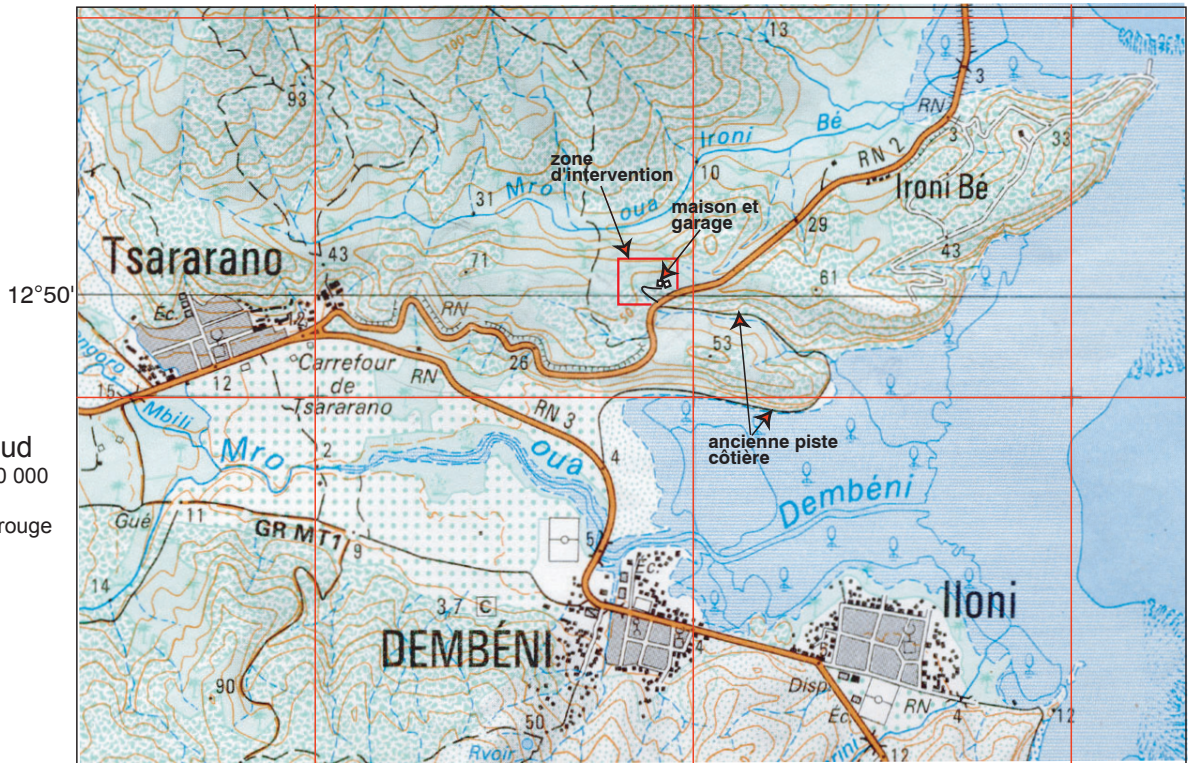 13
3
93
RN
3
33
Ironi
Bé
RN 2
zone
d'intervention
10
Ironi Bé
31
Mro
oua
maison et
garage
29
43
Tsararano
43
71
61
12°50'
50
Éc.
12
RN
53
26
Carrefour
de
Tsararano
RN
12
15
Mbili
RN 3
ud
0 000
rouge
Mro
2
oua
4
ancienne piste
côtière
Dembéni
Gué
11
GR MT1
9
5
Éc.
14
3,7
C
Iloni
DEMBÉNI
4
5
90
Disp.
Éc.
RN
4
12
50
Rvoir
12